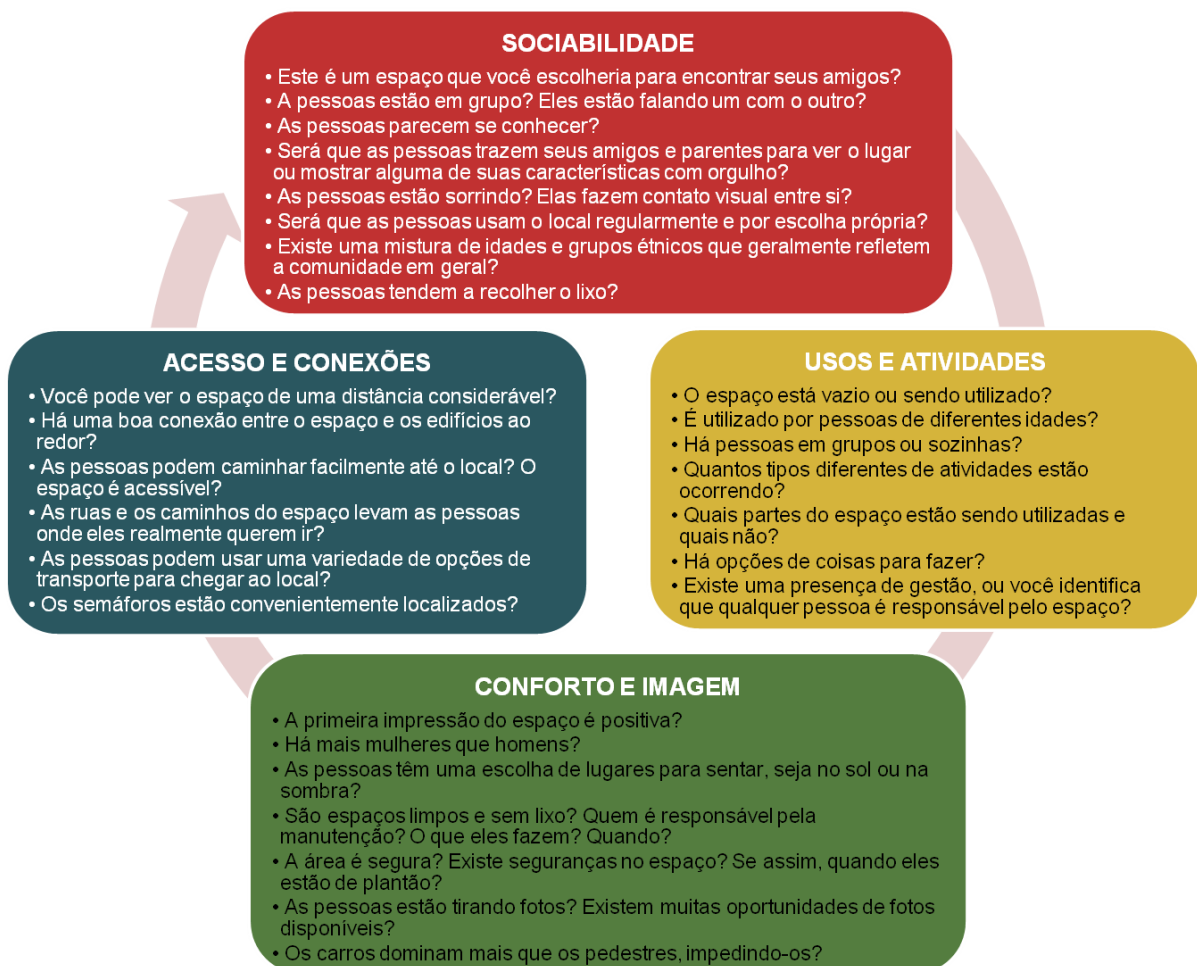 SOCIABILIDADE
• Este é um espaço que você escolheria para encontrar seus amigos?
• A pessoas estão em grupo? Eles estão falando um com o outro?
• As pessoas parecem se conhecer?
• Será que as pessoas trazem seus amigos e parentes para ver o lugar
ou mostrar alguma de suas características com orgulho?
• As pessoas estão sorrindo? Elas fazem contato visual entre si?
• Será que as pessoas usam o local regularmente e por escolha própria?
• Existe uma mistura de idades e grupos étnicos que geralmente refletem
a comunidade em geral?
• As pessoas tendem a recolher o lixo?
ACESSO E CONEXÕES
• Você pode ver o espaço de uma distância considerável?
• Há uma boa conexão entre o espaço e os edifícios ao
redor?
• As pessoas podem caminhar facilmente até o local? O
espaço é acessível?
• As ruas e os caminhos do espaço levam as pessoas
onde eles realmente querem ir?
• As pessoas podem usar uma variedade de opções de
transporte para chegar ao local?
• Os semáforos estão convenientemente localizados?
USOS E ATIVIDADES
• O espaço está vazio ou sendo utilizado?
• É utilizado por pessoas de diferentes idades?
• Há pessoas em grupos ou sozinhas?
• Quantos tipos diferentes de atividades estão
ocorrendo?
• Quais partes do espaço estão sendo utilizadas e
quais não?
• Há opções de coisas para fazer?
• Existe uma presença de gestão, ou você identifica
que qualquer pessoa é responsável pelo espaço?
CONFORTO E IMAGEM
• A primeira impressão do espaço é positiva?
• Há mais mulheres que homens?
• As pessoas têm uma escolha de lugares para sentar, seja no sol ou na
sombra?
• São espaços limpos e sem lixo? Quem é responsável pela
manutenção? O que eles fazem? Quando?
• A área é segura? Existe seguranças no espaço? Se assim, quando eles
estão de plantão?
• As pessoas estão tirando fotos? Existem muitas oportunidades de fotos
disponíveis?
• Os carros dominam mais que os pedestres, impedindo-os?